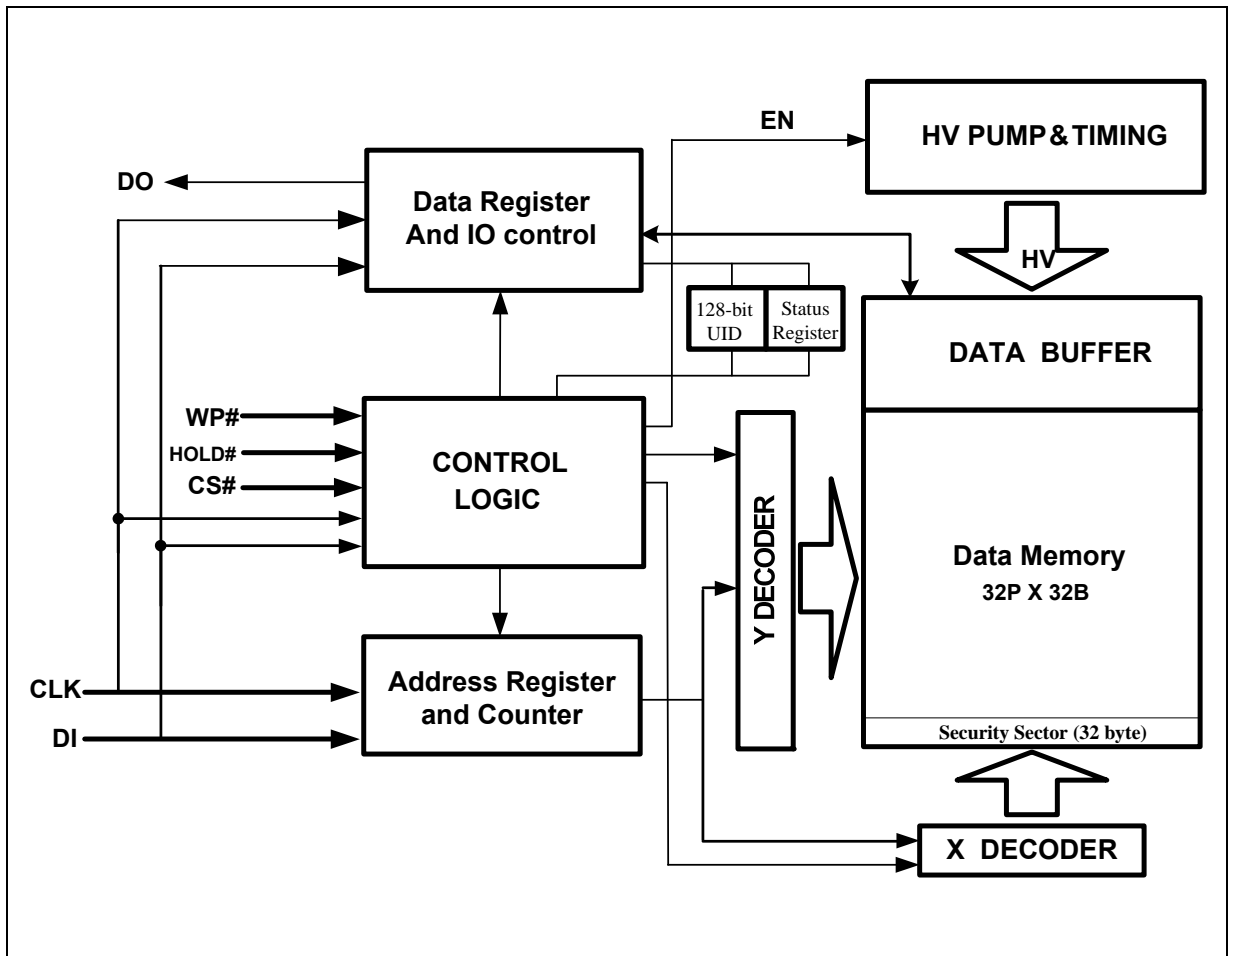 EN
HV PUMP & TIMING
DO
Data Register
And IO control
HV
128-bit
UID
Status
Register
DATA BUFFER
WP#
HOLD#
CS#
CONTROL
LOGIC
Y DECODER
Data Memory
32P X 32B
CLK
DI
Address Register
and Counter
Security Sector (32 byte)
X DECODER